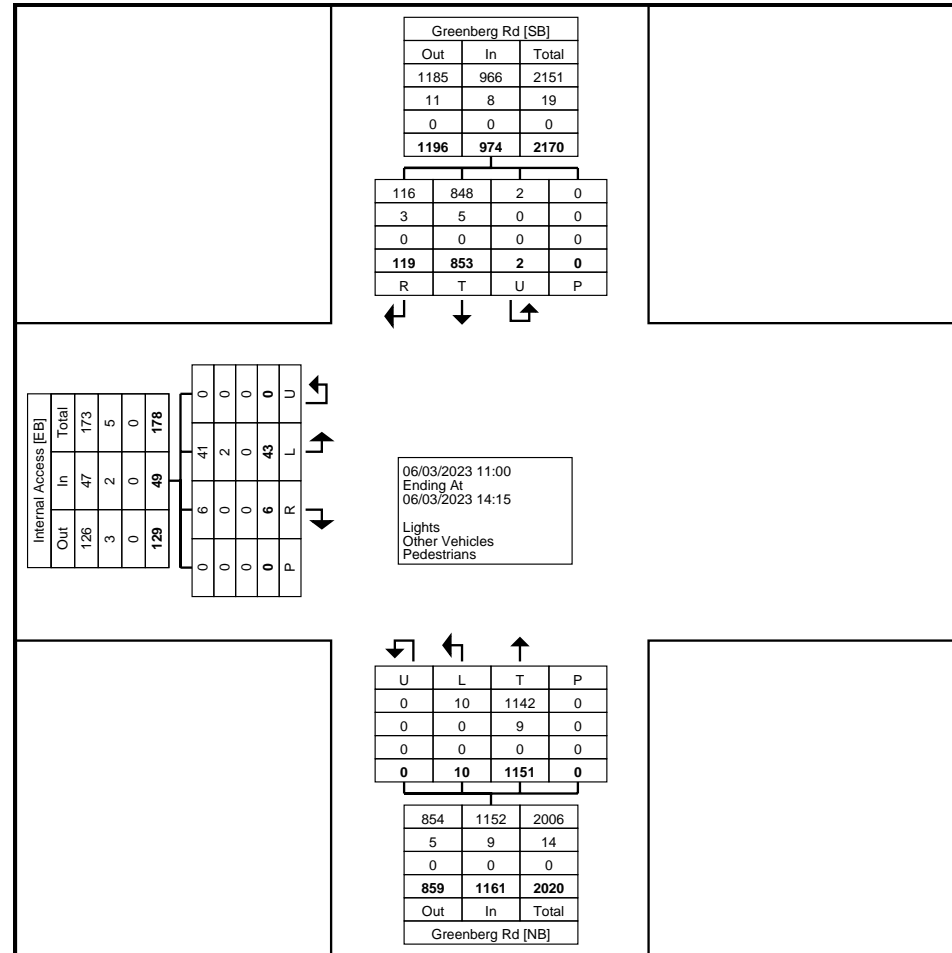 Greenberg Rd [SB]
Out In Total
1185 966 2151
11 8 19
0 0 0
1196 974 2170
116 848 2 0
3 5 0 0
0 0 0 0
119 853 2 0
R T U P
Internal Access [EB]
Out In Total
126 47 173
3 2 5
0 0 0
129 49 178
0 6 41 0
0 0 2 0
0 0 0 0
0 6 43 0
P R L U
06/03/2023 11:00
Ending At
06/03/2023 14:15
Lights
Other Vehicles
Pedestrians
U L T P
0 10 1142 0
0 0 9 0
0 0 0 0
0 10 1151 0
854 1152 2006
5 9 14
0 0 0
859 1161 2020
Out In Total
Greenberg Rd [NB]